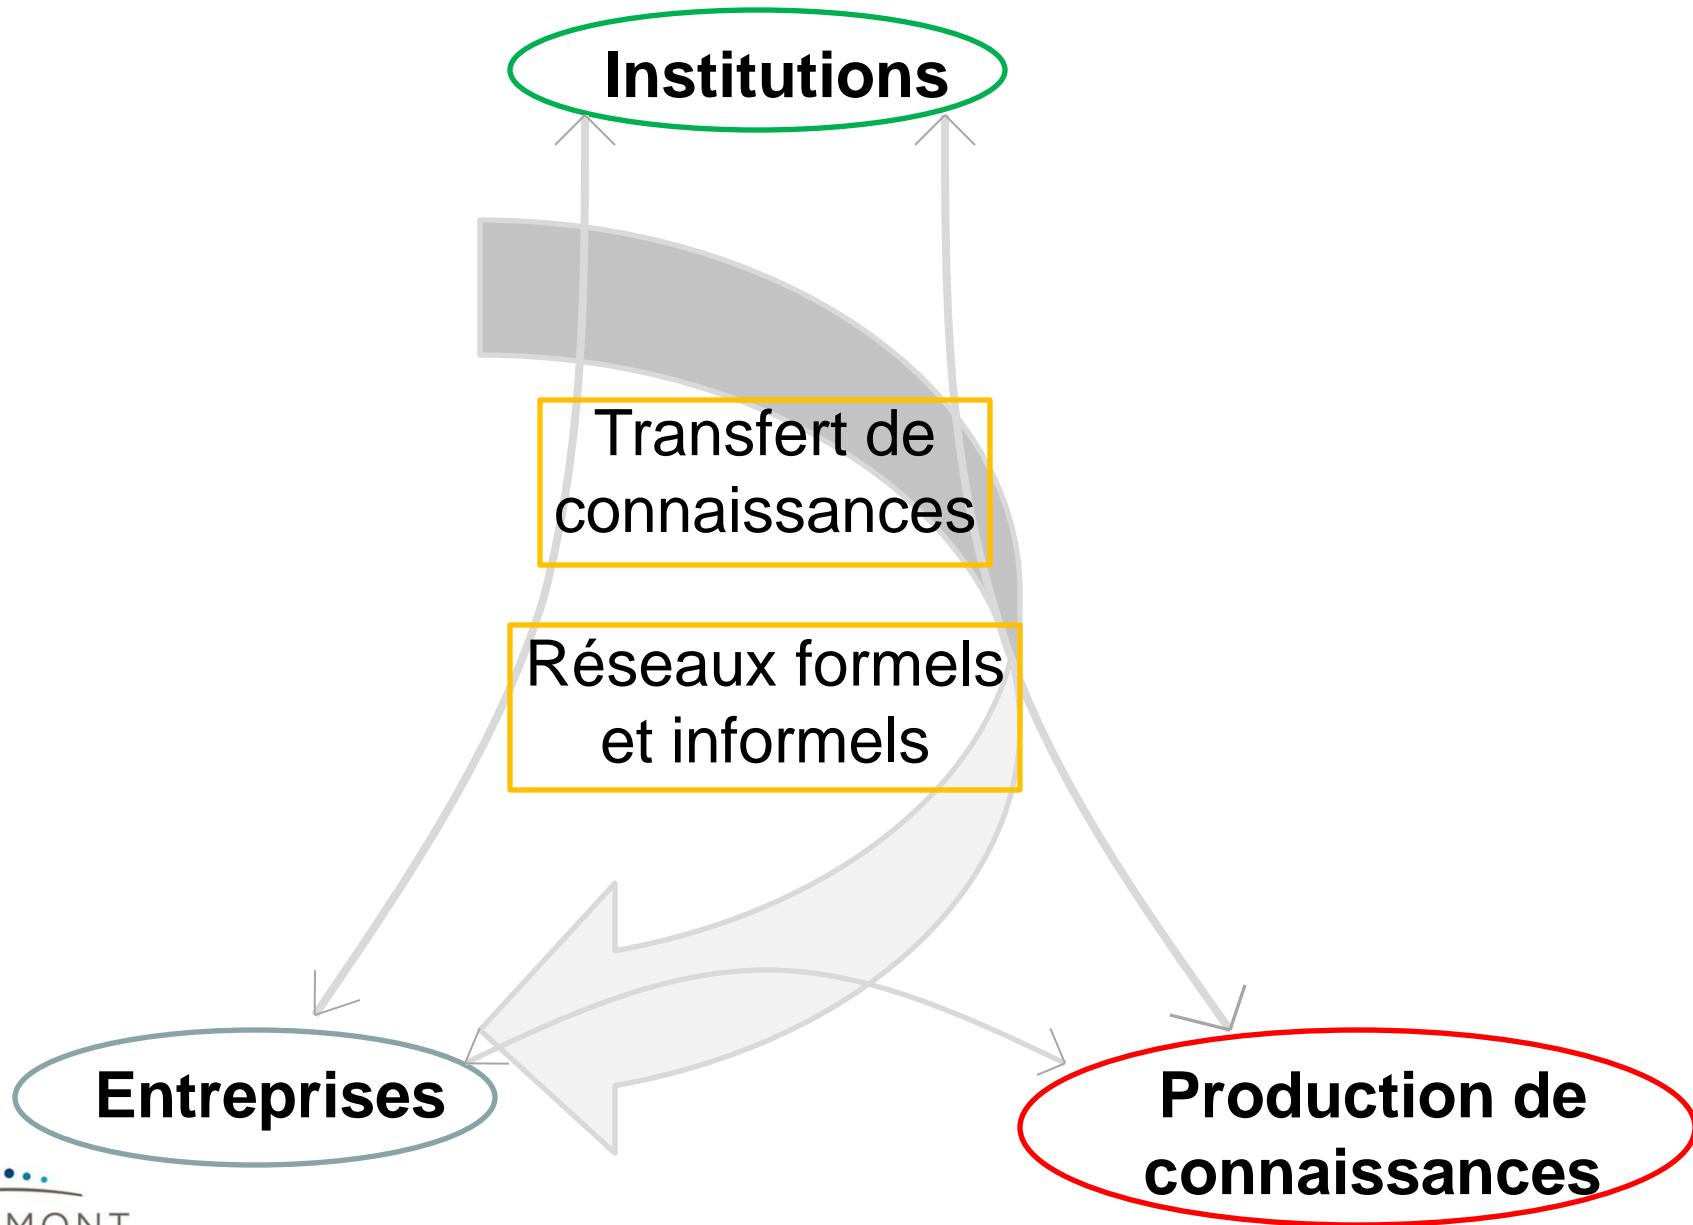 Institutions
Transfert de
connaissances
Réseaux formels
et informels
Entreprises
Production de
connaissances